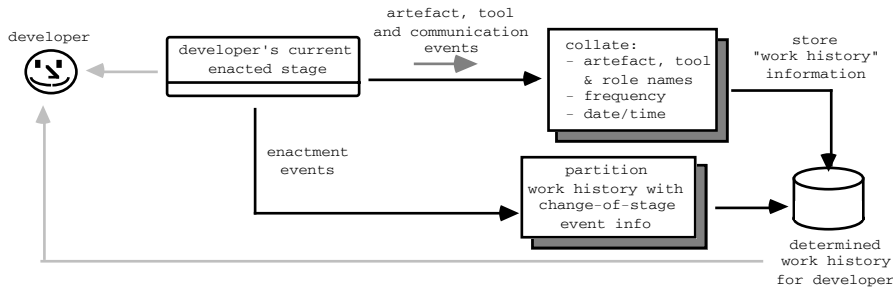 developer
developer's current
enacted stage
artefact, tool
and communication
events
collate:
- artefact, tool
& role names
- frequency
- date/time
store
"work history"
information
enactment
events
partition
work history with
change-of-stage
event info
determined
work history
for developer